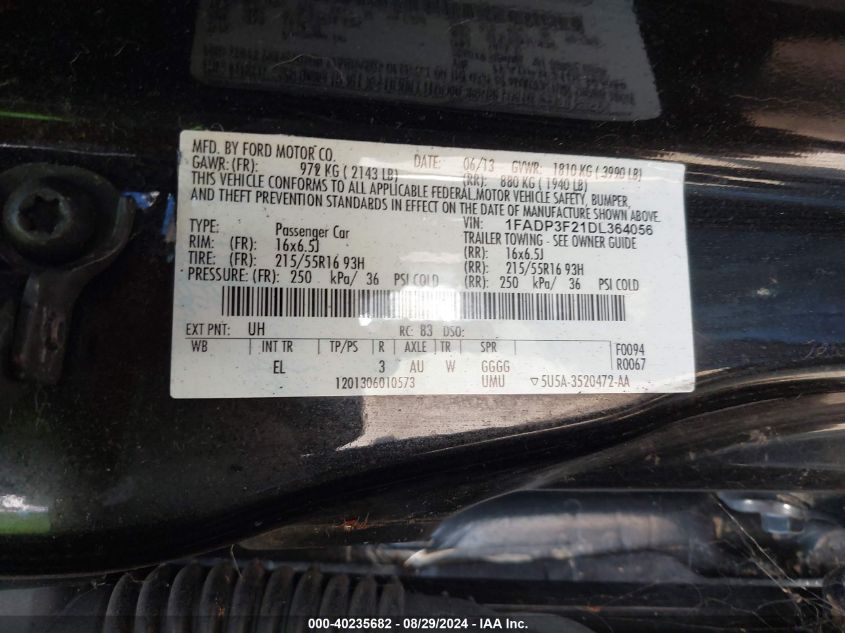 MFD. BY FORD MOTOR CO. DATE: 06/13 GVWR: 1810 KG ( 3990 LB)
GAWR: (FR): 972 KG ( 2143 LB) (RR): 880 KG ( 1940 LB)
THIS VEHICLE CONFORMS TO ALL APPLICABLE FEDERAL MOTOR VEHICLE SAFETY, BUMPER,
AND THEFT PREVENTION STANDARDS IN EFFECT ON THE DATE OF MANUFACTURE SHOWN ABOVE.
VIN: 1FADP3F21DL364056
TYPE: Passenger Car TRAILER TOWING - SEE OWNER GUIDE
RIM: (FR): 16x6.5J (RR): 16x6.5J
TIRE: (FR): 215/55R16 93H (RR): 215/55R16 93H
PRESSURE: (FR): 250 kPa/ 36 PSI COLD (RR): 250 kPa/ 36 PSI COLD
EXT PNT: UH RC: 83 DSO:
WB INT TR TP/PS R AXLE TR SPR F0094
EL 3 AU W GGGG R0067
1201306010573 UMU ▽5U5A-3520472-AA
000-40235682 - 08/29/2024 - IAA Inc.